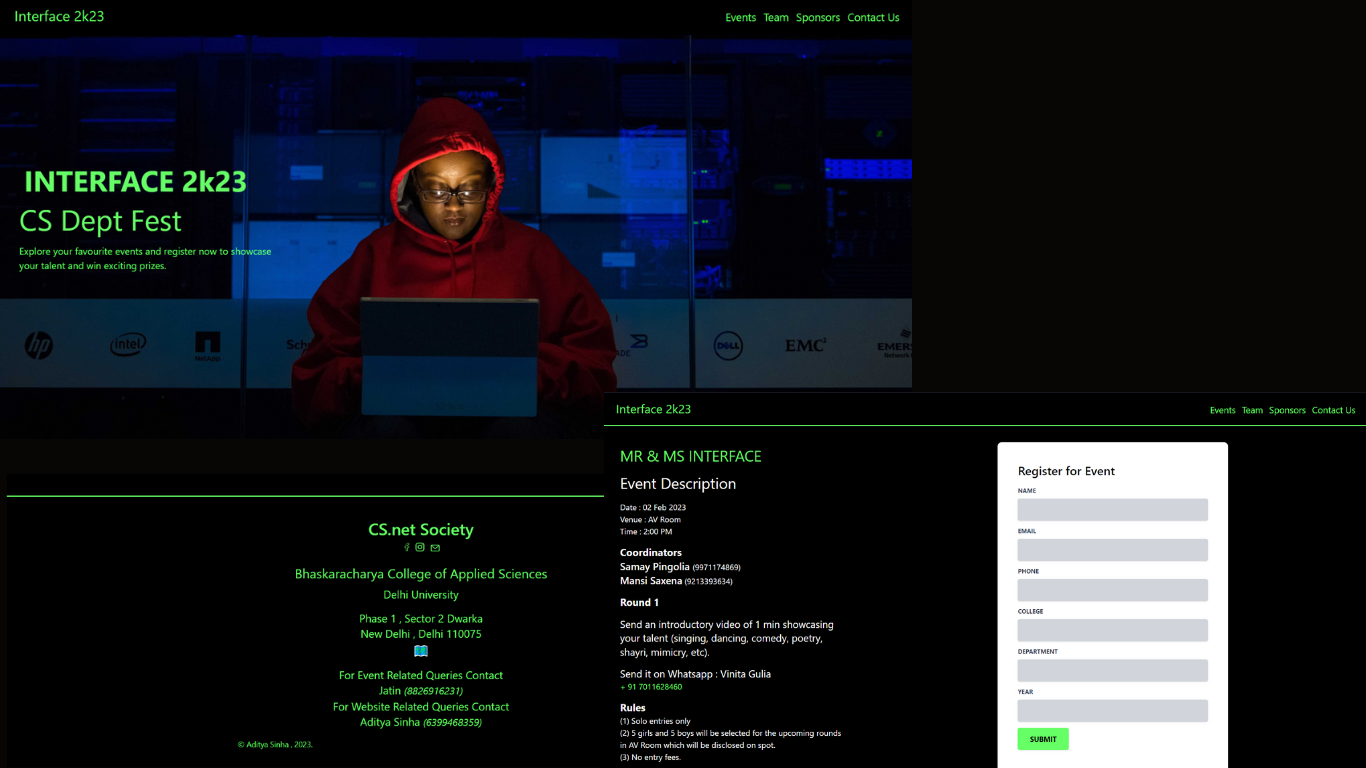 Interface 2k23
Events Team Sponsors Contact Us
INTERFACE 2k23
CS Dept Fest
Explore your favourite events and register now to showcase
your talent and win exciting prizes.
hp
intel
NetApp
Sch
ADE
DELL
EMC²
EMERS
Network
CS.net Society
Bhaskaracharya College of Applied Sciences
Delhi University
Phase 1 , Sector 2 Dwarka
New Delhi , Delhi 110075
For Event Related Queries Contact
Jatin (8826916231)
For Website Related Queries Contact
Aditya Sinha (6399468359)
© Aditya Sinha , 2023.
Interface 2k23
Events Team Sponsors Contact Us
MR & MS INTERFACE
Event Description
Date : 02 Feb 2023
Venue : AV Room
Time : 2:00 PM
Coordinators
Samay Pingolia (9971174869)
Mansi Saxena (9213393634)
Round 1
Send an introductory video of 1 min showcasing
your talent (singing, dancing, comedy, poetry,
shayri, mimicry, etc).
Send it on Whatsapp : Vinita Gulia
+ 91 7011628460
Rules
(1) Solo entries only
(2) 5 girls and 5 boys will be selected for the upcoming rounds
in AV Room which will be disclosed on spot.
(3) No entry fees.
Register for Event
NAME
EMAIL
PHONE
COLLEGE
DEPARTMENT
YEAR
SUBMIT